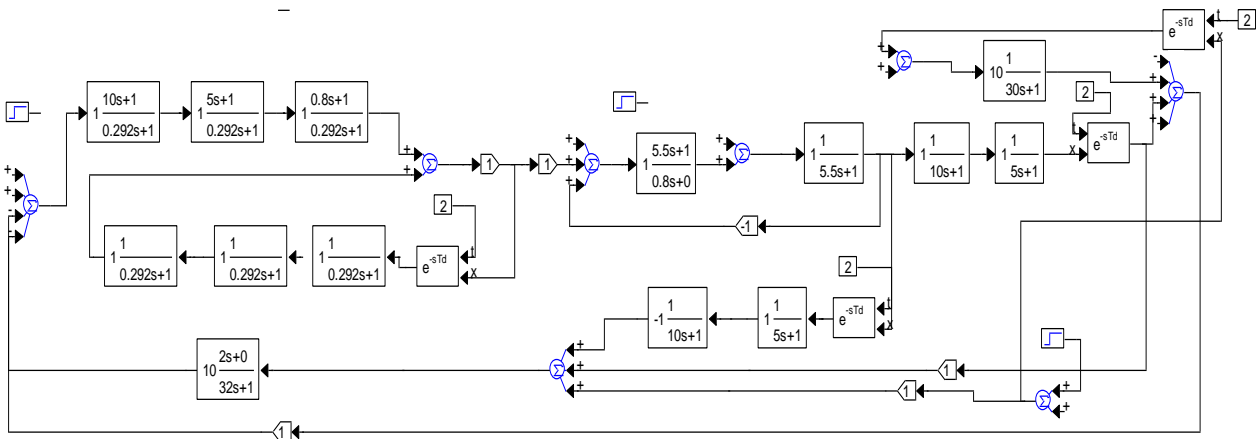 2
t
e^-sTd
x
+
+
Σ
10 1/30s+1
-
+
+
+
Σ
1 10s+1/0.292s+1
1 5s+1/0.292s+1
1 0.8s+1/0.292s+1
2
t
e^-sTd
x
+
+
Σ
1
1
+
+
Σ
1 5.5s+1/0.8s+0
+
+
Σ
1 1/5.5s+1
1 1/10s+1
1 1/5s+1
+
+
-
-
Σ
2
-1
1 1/0.292s+1
1 1/0.292s+1
1 1/0.292s+1
e^-sTd
t
x
2
-1 1/10s+1
1 1/5s+1
e^-sTd
t
x
10 2s+0/32s+1
+
+
+
Σ
1
1
+
+
Σ
1